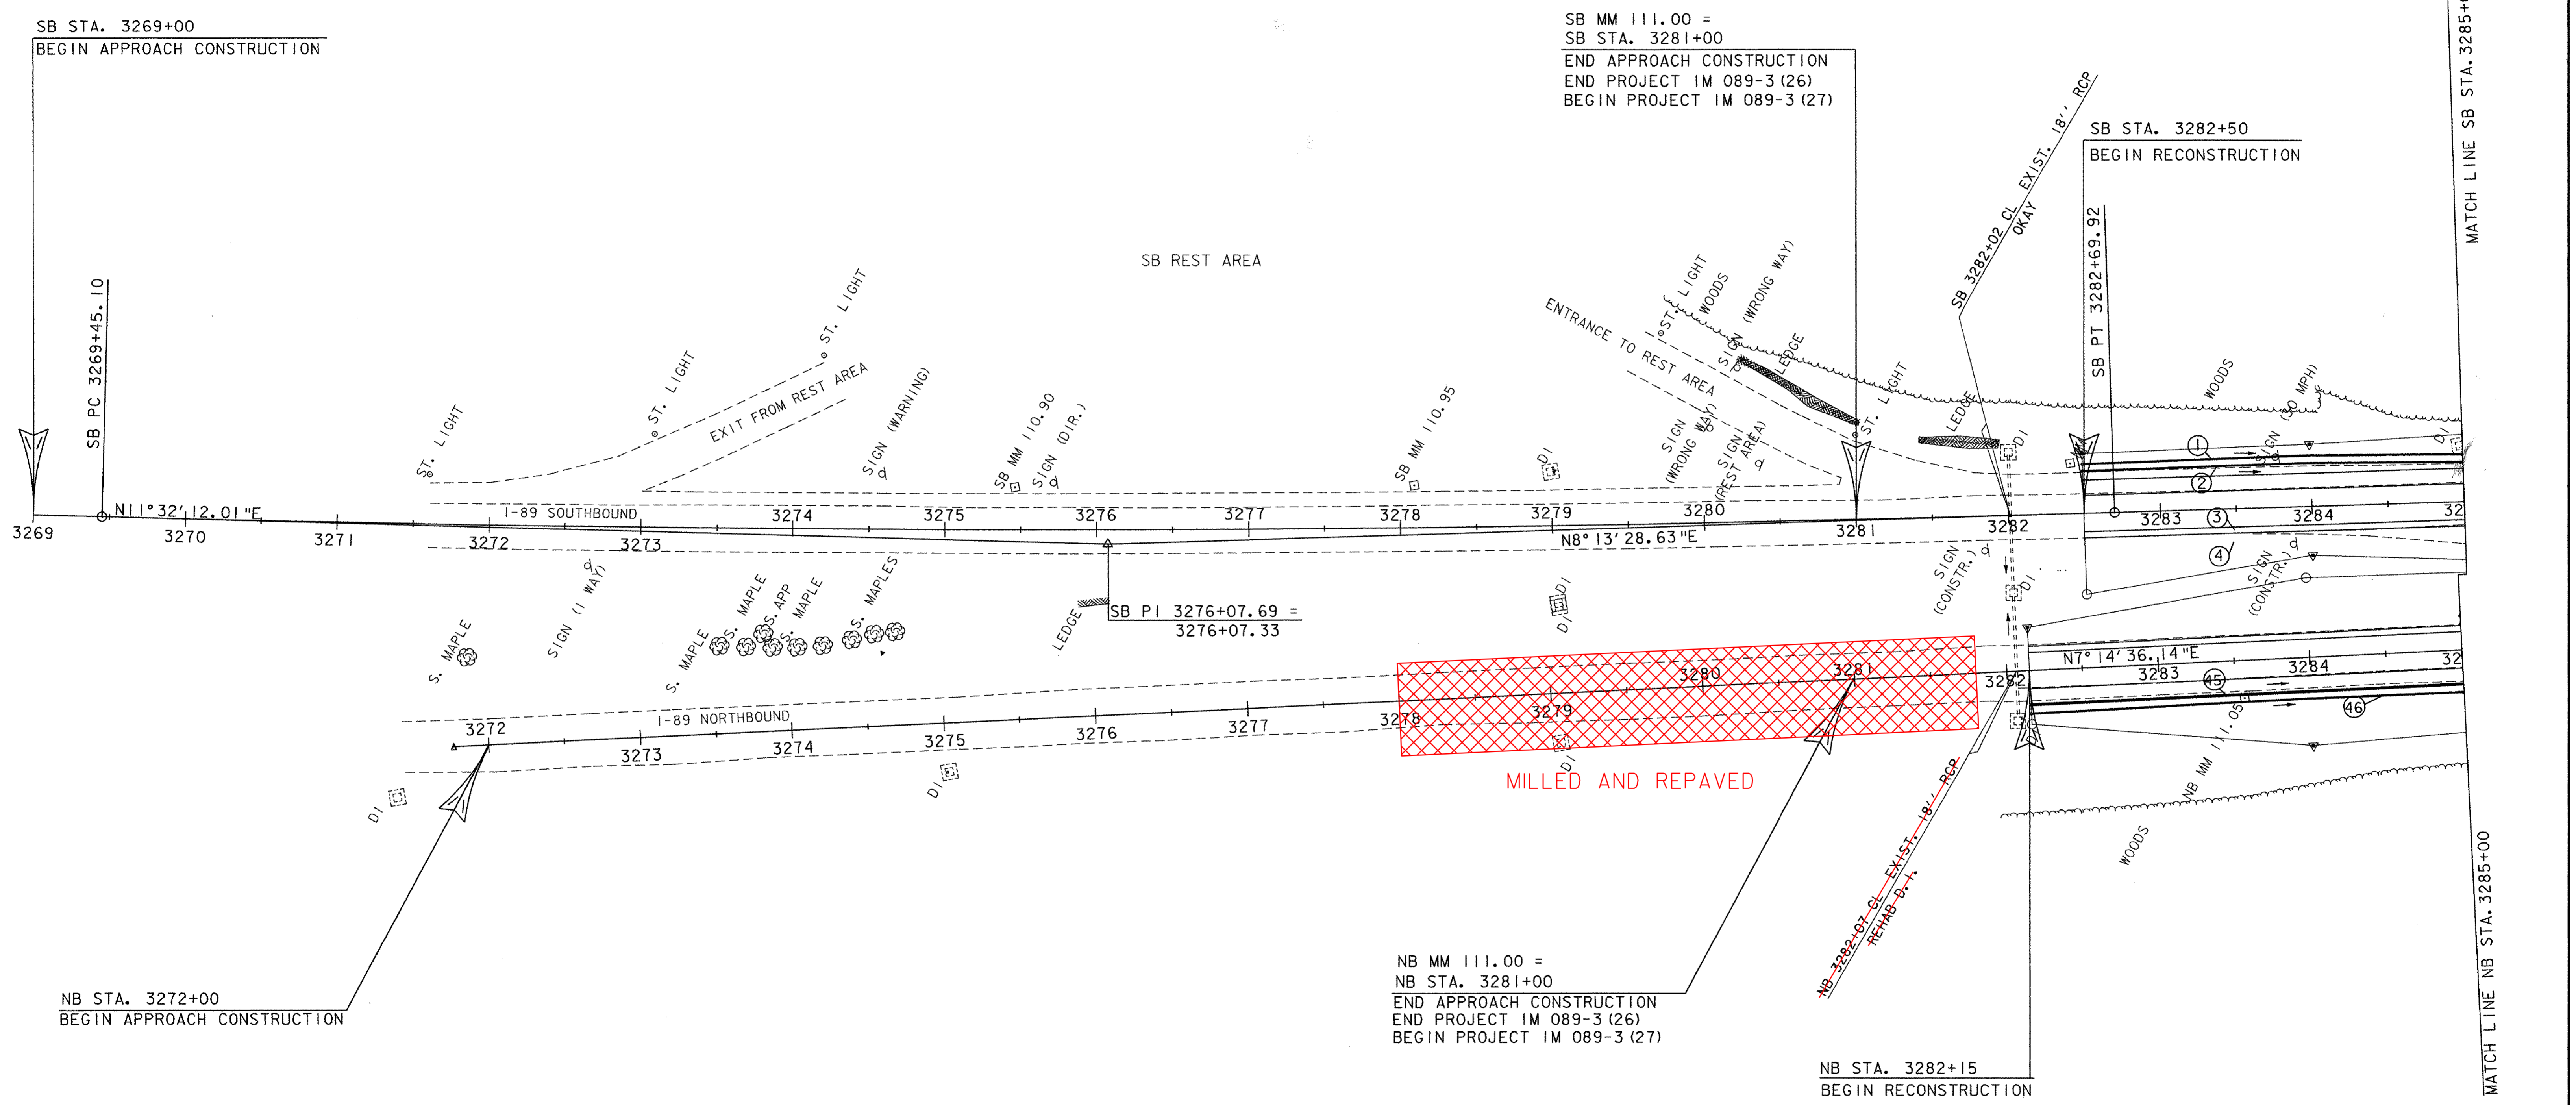 SB STA. 3269+00
BEGIN APPROACH CONSTRUCTION
SB MM 111.00 =
SB STA. 3281+00
END APPROACH CONSTRUCTION
END PROJECT IM 089-3 (26)
BEGIN PROJECT IM 089-3 (27)
SB 3282+02 CL EXIST. 18'' RCP
OKAY
SB STA. 3282+50
BEGIN RECONSTRUCTION
MATCH LINE SB STA. 3285+
SB PC 3269+45.10
SB PT 3282+69.92
SB REST AREA
ST. LIGHT
ST. LIGHT
ST. LIGHT
EXIT FROM REST AREA
SIGN (WARNING)
SB MM 110.90
SIGN (DIR.)
SB MM 110.95
DI
ENTRANCE TO REST AREA
ST. LIGHT
WOODS
SIGN (WRONG WAY)
LEDGE
SIGN
(WRONG WAY)
SIGN
(REST AREA)
ST. LIGHT
LEDGE
DI
WOODS
SIGN (50 MPH)
DI
1
2
3
4
N11°32'12.01"E
I-89 SOUTHBOUND
3269
3270
3271
3272
3273
3274
3275
3276
3277
3278
3279
3280
3281
3282
3283
3284
32
N8°13'28.63"E
SIGN (1 WAY)
S. MAPLE
S. MAPLE
S. MAPLE
S. APP
S. MAPLE
S. MAPLES
LEDGE
SB PI 3276+07.69 =
3276+07.33
DI
DI
SIGN
(CONSTR.)
DI
SIGN
(CONSTR.)
I-89 NORTHBOUND
3272
3273
3274
3275
3276
3277
3278
3279
3280
3281
3282
3283
3284
32
N7°14'36.14"E
45
46
DI
DI
DI
MILLED AND REPAVED
NB MM 111.05
WOODS
NB 3282+07 CL EXIST. 18'' RCP
REHAB D.I.
NB STA. 3272+00
BEGIN APPROACH CONSTRUCTION
NB MM 111.00 =
NB STA. 3281+00
END APPROACH CONSTRUCTION
END PROJECT IM 089-3 (26)
BEGIN PROJECT IM 089-3 (27)
NB STA. 3282+15
BEGIN RECONSTRUCTION
MATCH LINE NB STA. 3285+00